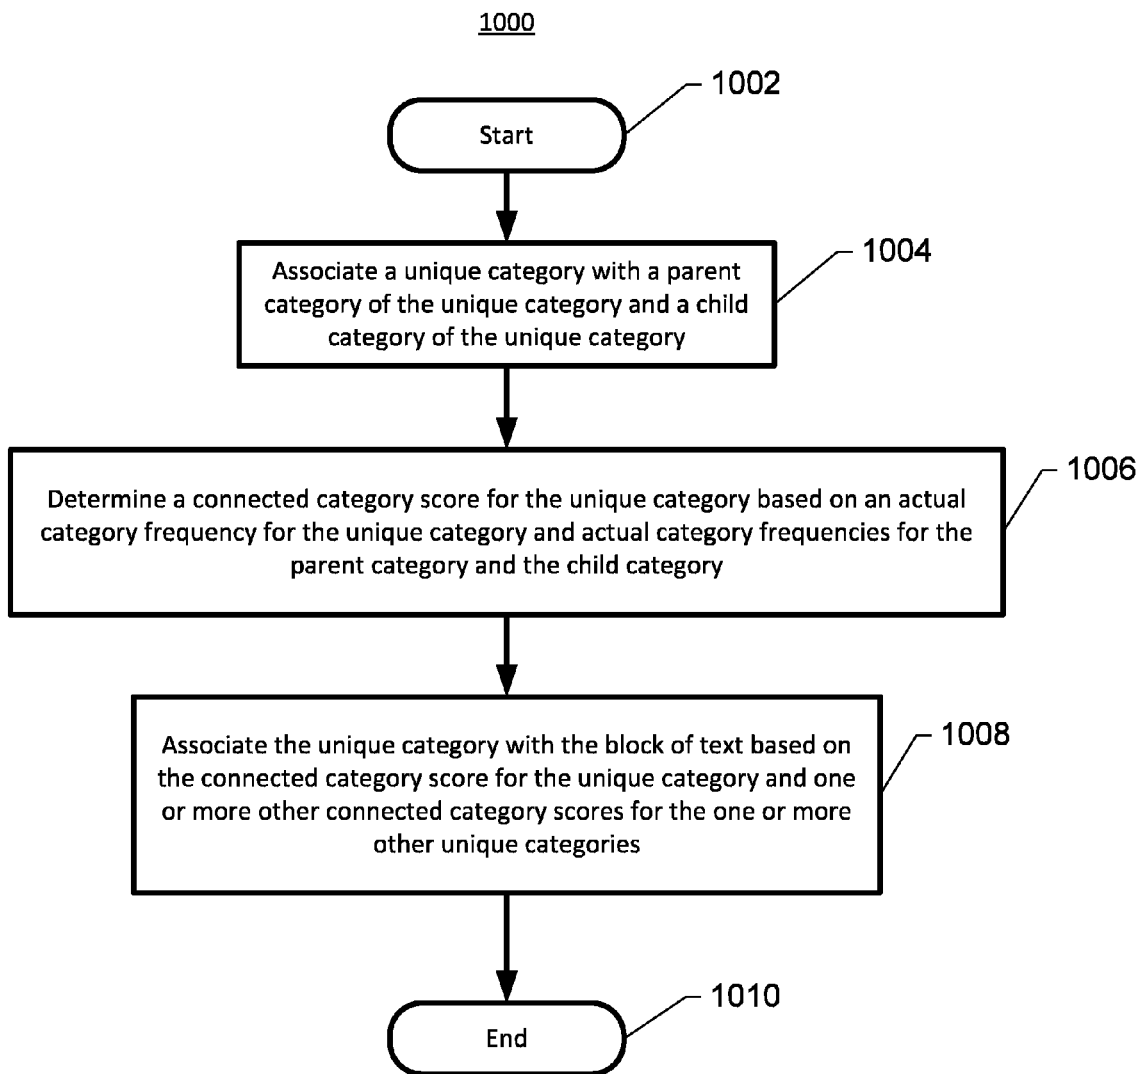 1000
1002
Start
1004
Associate a unique category with a parent
category of the unique category and a child
category of the unique category
1006
Determine a connected category score for the unique category based on an actual
category frequency for the unique category and actual category frequencies for the
parent category and the child category
1008
Associate the unique category with the block of text based on
the connected category score for the unique category and one
or more other connected category scores for the one or more
other unique categories
1010
End